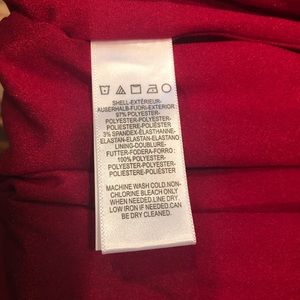 SHELL-EXTÉRIEUR-
AUSSERHALB-FUORI-EXTERIOR
97% POLYESTER-
POLYESTER-POLYESTER-
POLIESTERE-POLIÉSTER
3% SPANDEX-ÉLASTHANNE-
ELASTAN-ELASTAN-ELASTANO
LINING-DOUBLURE-
FUTTER-FODERA-FORRO
100% POLYESTER-
POLYESTER-POLYESTER-
POLIESTERE-POLIÉSTER
MACHINE WASH COLD.NON-
CHLORINE BLEACH ONLY
WHEN NEEDED.LINE DRY.
LOW IRON IF NEEDED.CAN
BE DRY CLEANED.